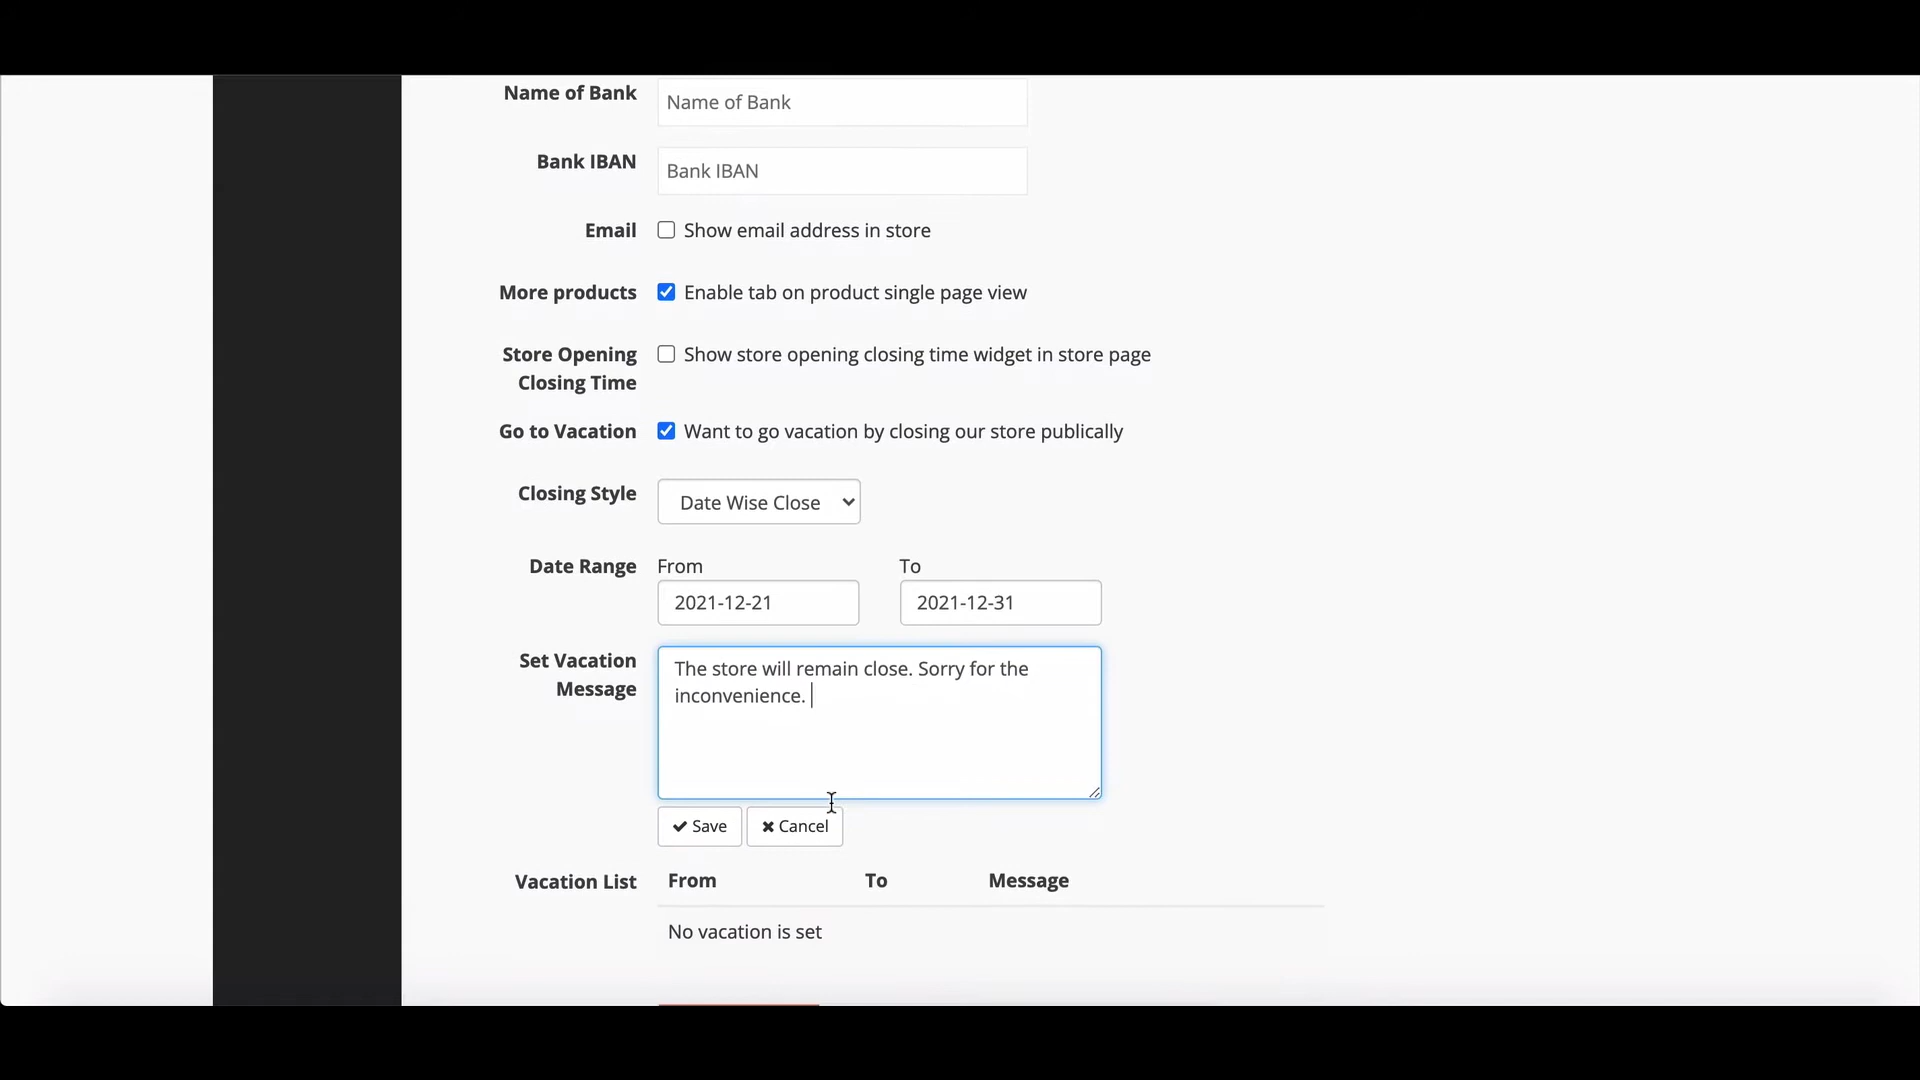 Name of Bank
Name of Bank
Bank IBAN
Bank IBAN
Email
Show email address in store
More products
Enable tab on product single page view
Store Opening
Closing Time
Show store opening closing time widget in store page
Go to Vacation
Want to go vacation by closing our store publically
Closing Style
Date Wise Close
Date Range
From
To
2021-12-21
2021-12-31
Set Vacation
Message
The store will remain close. Sorry for the
inconvenience.
Save
Cancel
Vacation List
From
To
Message
No vacation is set